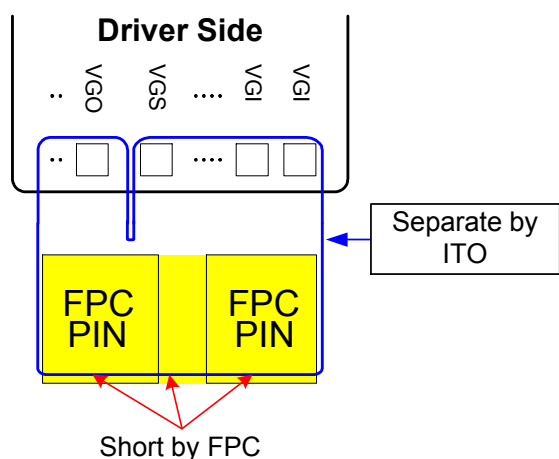 Driver Side
.. VGO VGS .... VGI VGI
.. ....
Separate by
ITO
FPC FPC
PIN PIN
Short by FPC